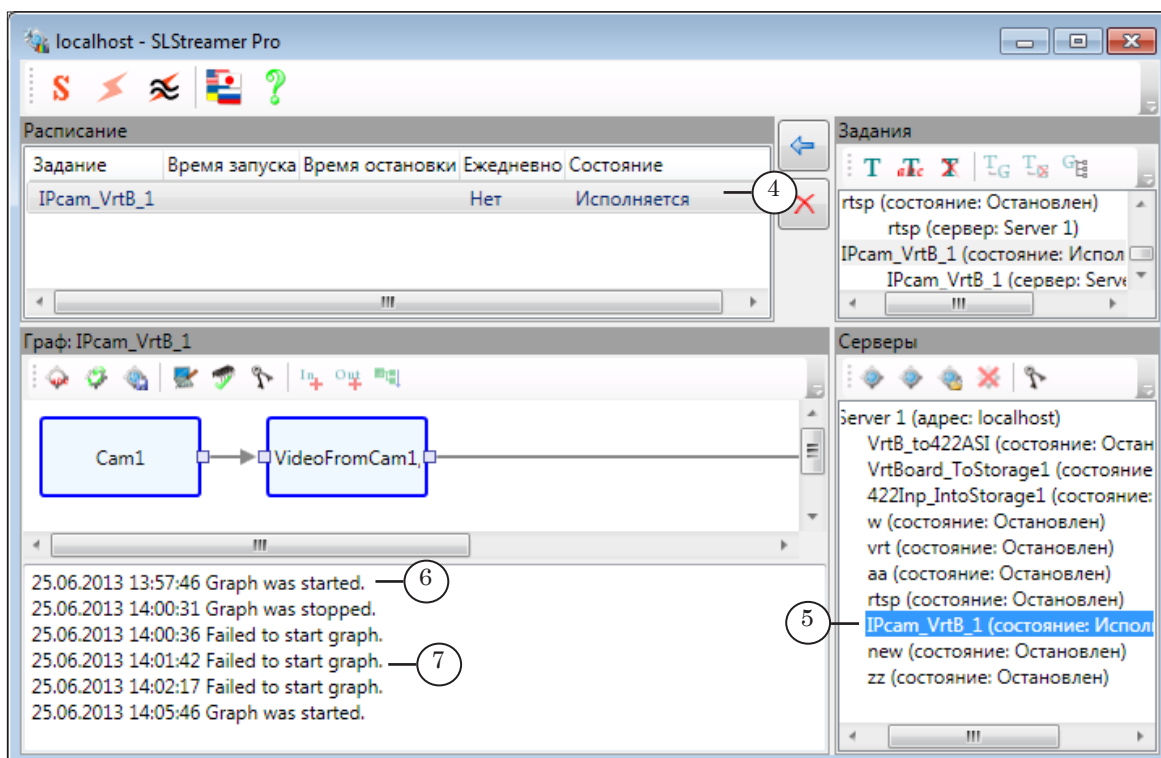 localhost - SLStreamer Pro
S
Расписание
Задания
Задание Время запуска Время остановки Ежедневно Состояние
IPcam_VrtB_1 Нет Исполняется
4
T aTbc T TG T G
rtsp (состояние: Остановлен)
rtsp (сервер: Server 1)
IPcam_VrtB_1 (состояние: Испол
IPcam_VrtB_1 (сервер: Serve
Граф: IPcam_VrtB_1
In Out
Cam1
VideoFromCam1,
25.06.2013 13:57:46 Graph was started.
6
25.06.2013 14:00:31 Graph was stopped.
25.06.2013 14:00:36 Failed to start graph.
25.06.2013 14:01:42 Failed to start graph.
7
25.06.2013 14:02:17 Failed to start graph.
25.06.2013 14:05:46 Graph was started.
Серверы
Server 1 (адрес: localhost)
VrtB_to422ASI (состояние: Остан
VrtBoard_ToStorage1 (состояние
422Inp_IntoStorage1 (состояние:
w (состояние: Остановлен)
vrt (состояние: Остановлен)
aa (состояние: Остановлен)
rtsp (состояние: Остановлен)
5
IPcam_VrtB_1 (состояние: Исполн
new (состояние: Остановлен)
zz (состояние: Остановлен)